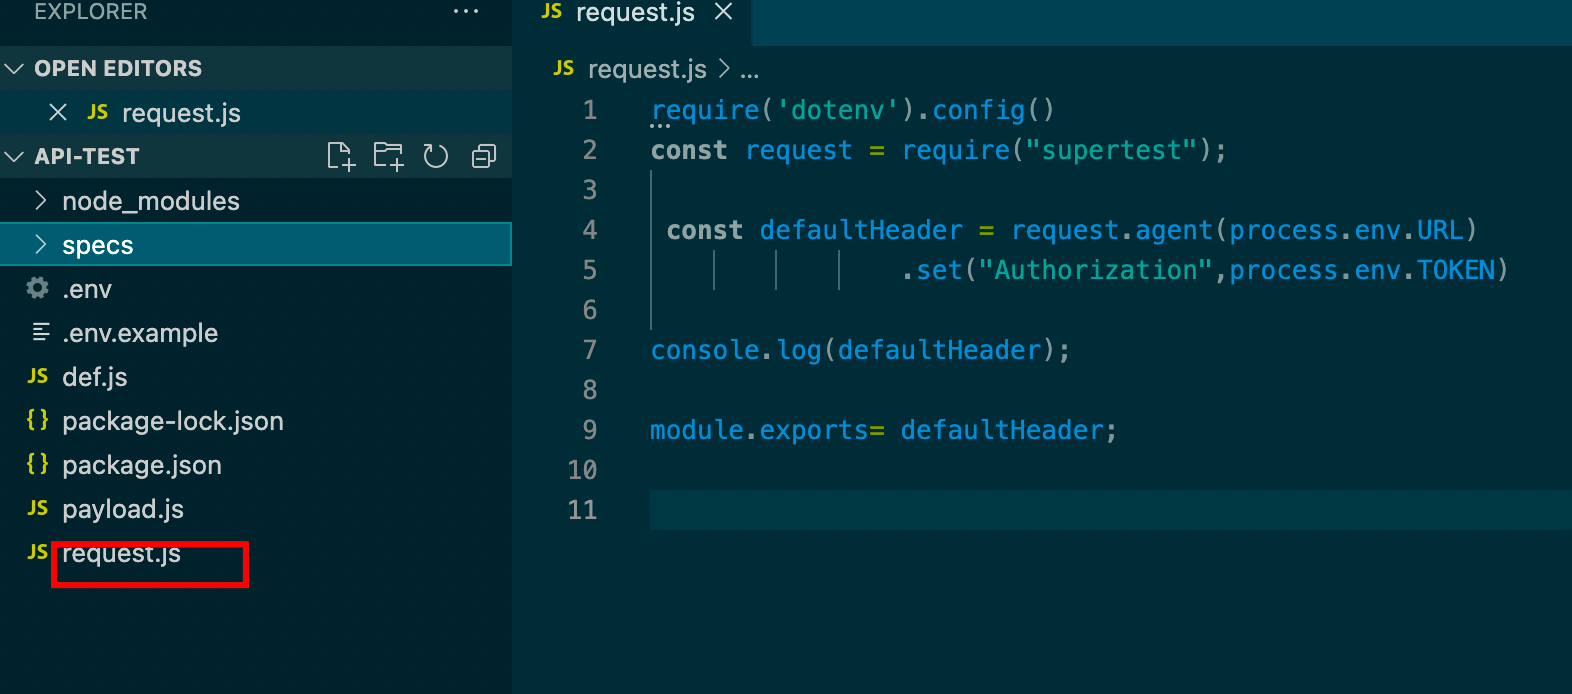 EXPLORER
...
OPEN EDITORS
JS request.js
API-TEST
node_modules
specs
.env
.env.example
JS def.js
{} package-lock.json
{} package.json
JS payload.js
JS request.js
JS request.js
JS request.js > ...
1 require('dotenv').config()
2 const request = require("supertest");
3
4 const defaultHeader = request.agent(process.env.URL)
5 .set("Authorization",process.env.TOKEN)
6
7 console.log(defaultHeader);
8
9 module.exports= defaultHeader;
10
11